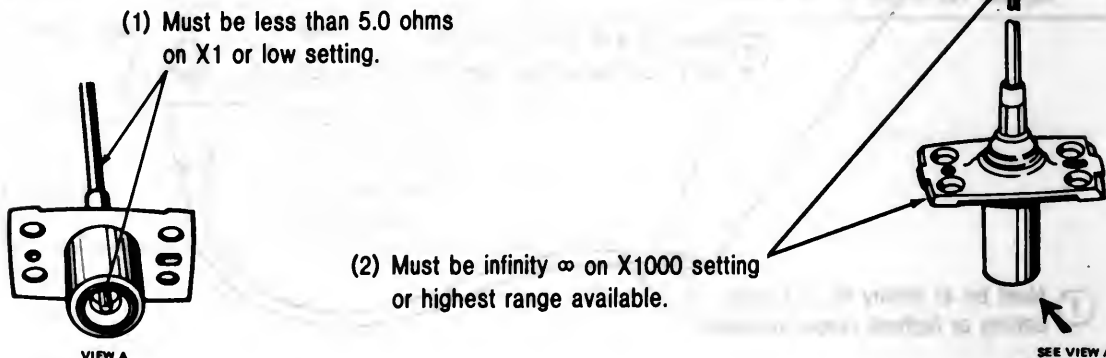 (1) Must be less than 5.0 ohms
on X1 or low setting.
(2) Must be infinity ∞ on X1000 setting
or highest range available.
VIEW A
SEE VIEW